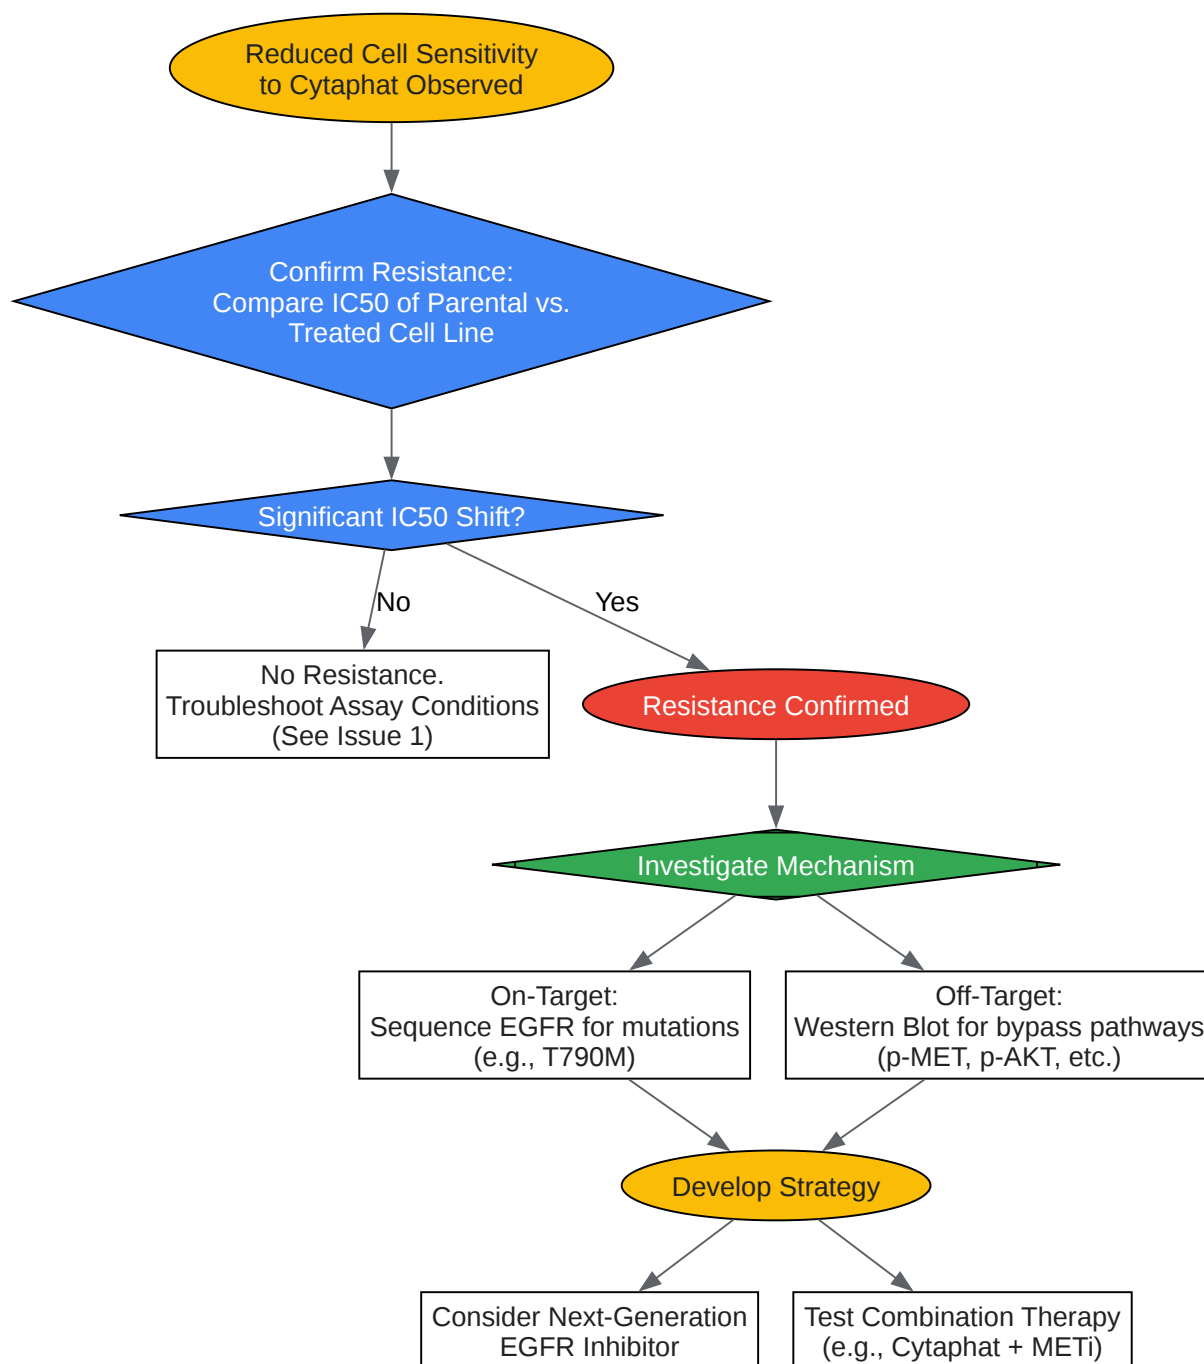 Reduced Cell Sensitivity
to Cytaphat Observed
Confirm Resistance:
Compare IC50 of Parental vs.
Treated Cell Line
Significant IC50 Shift?
No
Yes
No Resistance.
Troubleshoot Assay Conditions
(See Issue 1)
Resistance Confirmed
Investigate Mechanism
On-Target:
Sequence EGFR for mutations
(e.g., T790M)
Off-Target:
Western Blot for bypass pathways
(p-MET, p-AKT, etc.)
Develop Strategy
Consider Next-Generation
EGFR Inhibitor
Test Combination Therapy
(e.g., Cytaphat + METi)